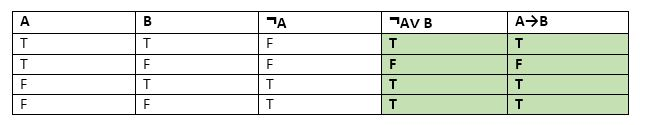 A B ¬A ¬A∨ B A→B
T T F T T
T F F F F
F T T T T
F F T T T